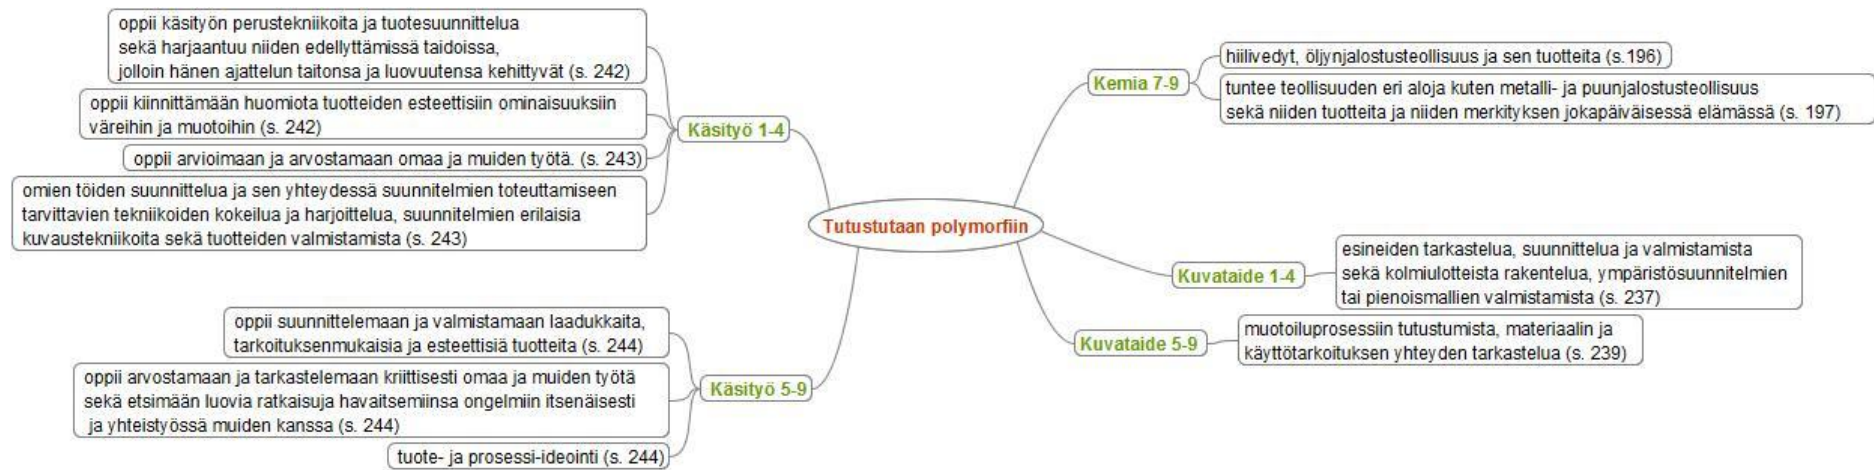 oppii käsityön perustekniikoita ja tuotesuunnittelua
sekä harjaantuu niiden edellyttämissä taidoissa,
jolloin hänen ajattelun taitonsa ja luovuutensa kehittyvät (s. 242)
oppii kiinnittämään huomiota tuotteiden esteettisiin ominaisuuksiin
väreihin ja muotoihin (s. 242)
oppii arvioimaan ja arvostamaan omaa ja muiden työtä. (s. 243)
omien töiden suunnittelua ja sen yhteydessä suunnitelmien toteuttamiseen
tarvittavien tekniikoiden kokeilua ja harjoittelua, suunnitelmien erilaisia
kuvaustekniikoita sekä tuotteiden valmistamista (s. 243)
Käsityö 1-4
oppii suunnittelemaan ja valmistamaan laadukkaita,
tarkoituksenmukaisia ja esteettisiä tuotteita (s. 244)
oppii arvostamaan ja tarkastelemaan kriittisesti omaa ja muiden työtä
sekä etsimään luovia ratkaisuja havaitsemiinsa ongelmiin itsenäisesti
ja yhteistyössä muiden kanssa (s. 244)
tuote- ja prosessi-ideointi (s. 244)
Käsityö 5-9
Tutustutaan polymorfiin
Kemia 7-9
hiilivedyt, öljynjalostusteollisuus ja sen tuotteita (s.196)
tuntee teollisuuden eri aloja kuten metalli- ja puunjalostusteollisuus
sekä niiden tuotteita ja niiden merkityksen jokapäiväisessä elämässä (s. 197)
Kuvataide 1-4
esineiden tarkastelua, suunnittelua ja valmistamista
sekä kolmiulotteista rakentelua, ympäristösuunnitelmien
tai pienoismallien valmistamista (s. 237)
Kuvataide 5-9
muotoiluprosessiin tutustumista, materiaalin ja
käyttötarkoituksen yhteyden tarkastelua (s. 239)